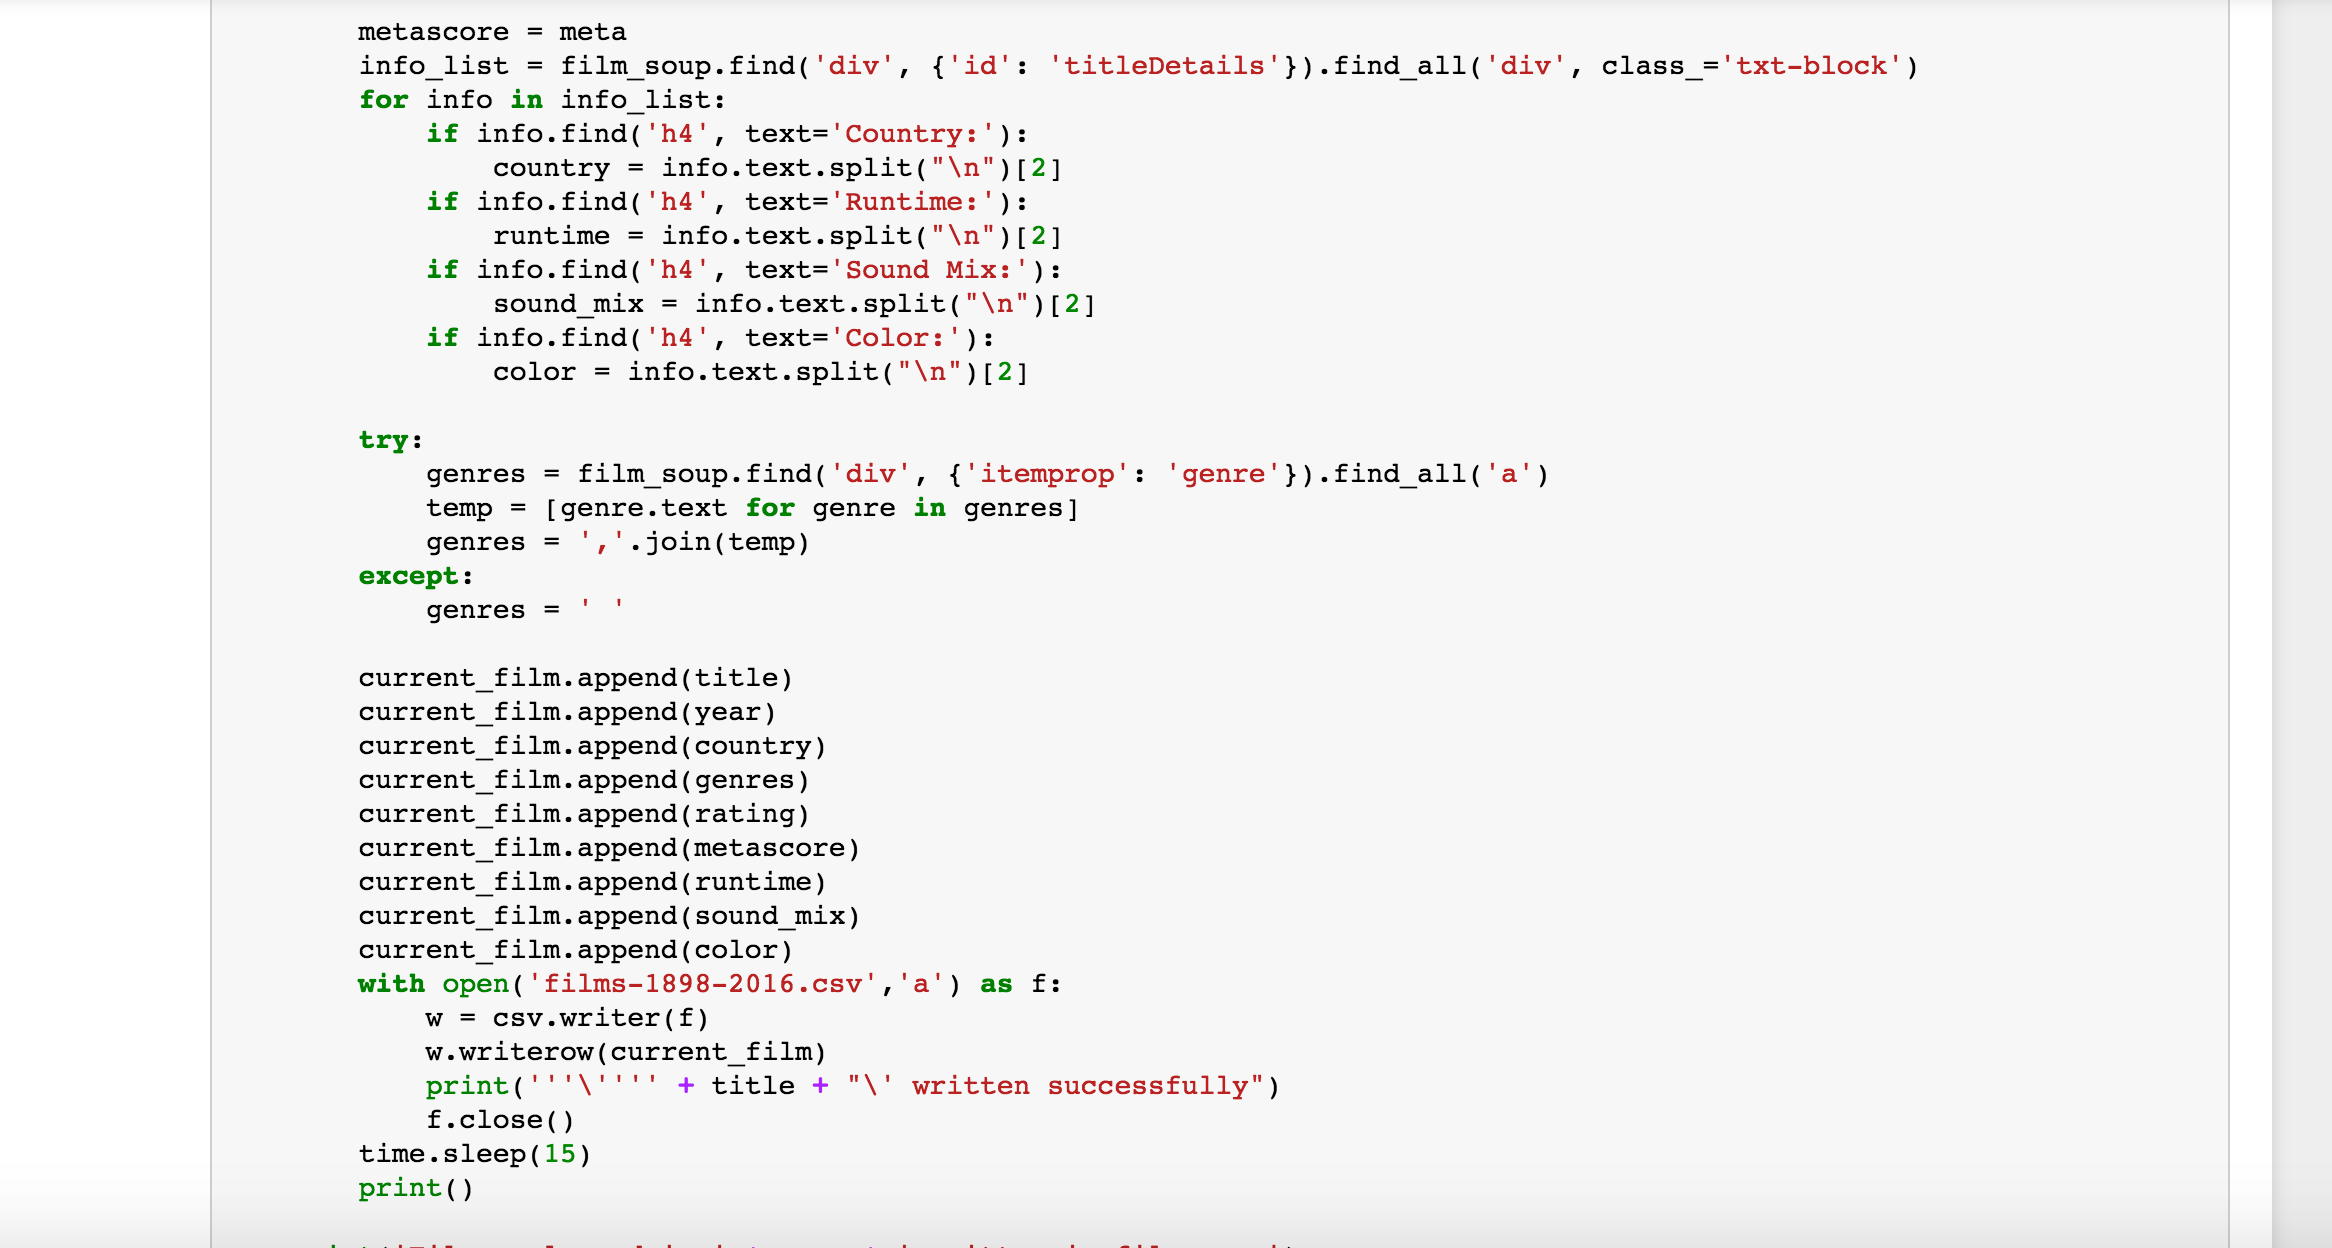 metascore = meta
info_list = film_soup.find('div', {'id': 'titleDetails'}).find_all('div', class_='txt-block')
for info in info_list:
    if info.find('h4', text='Country:'):
        country = info.text.split("\n")[2]
    if info.find('h4', text='Runtime:'):
        runtime = info.text.split("\n")[2]
    if info.find('h4', text='Sound Mix:'):
        sound_mix = info.text.split("\n")[2]
    if info.find('h4', text='Color:'):
        color = info.text.split("\n")[2]

try:
    genres = film_soup.find('div', {'itemprop': 'genre'}).find_all('a')
    temp = [genre.text for genre in genres]
    genres = ','.join(temp)
except:
    genres = ' '

current_film.append(title)
current_film.append(year)
current_film.append(country)
current_film.append(genres)
current_film.append(rating)
current_film.append(metascore)
current_film.append(runtime)
current_film.append(sound_mix)
current_film.append(color)
with open('films-1898-2016.csv','a') as f:
    w = csv.writer(f)
    w.writerow(current_film)
    print('''\'''' + title + "\' written successfully")
    f.close()
time.sleep(15)
print()